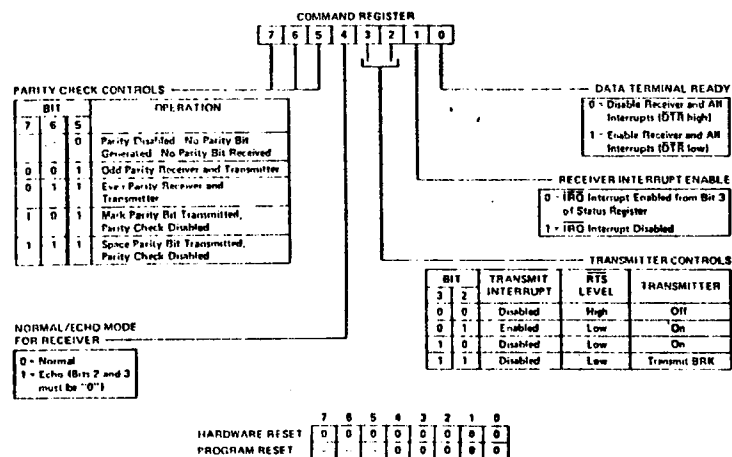 COMMAND REGISTER
7 6 5 4 3 2 1 0
PARITY CHECK CONTROLS
BIT OPERATION
7 6 5
- - 0 Parity Disabled No Parity Bit
Generated No Parity Bit Received
0 0 1 Odd Parity Receiver and Transmitter
0 1 1 Even Parity Receiver and
Transmitter
1 0 1 Mark Parity Bit Transmitted,
Parity Check Disabled
1 1 1 Space Parity Bit Transmitted,
Parity Check Disabled
NORMAL/ECHO MODE
FOR RECEIVER
0 = Normal
1 = Echo (Bits 2 and 3
must be "0")
DATA TERMINAL READY
0 = Disable Receiver and All
Interrupts (D̅T̅R̅ high)
1 = Enable Receiver and All
Interrupts (D̅T̅R̅ low)
RECEIVER INTERRUPT ENABLE
0 = I̅R̅Q̅ Interrupt Enabled from Bit 3
of Status Register
1 = I̅R̅Q̅ Interrupt Disabled
TRANSMITTER CONTROLS
BIT TRANSMIT INTERRUPT R̅T̅S̅ LEVEL TRANSMITTER
3 2
0 0 Disabled High Off
0 1 Enabled Low On
1 0 Disabled Low On
1 1 Disabled Low Transmit BRK
7 6 5 4 3 2 1 0
HARDWARE RESET 0 0 0 0 0 0 0 0
PROGRAM RESET - - - 0 0 0 0 0